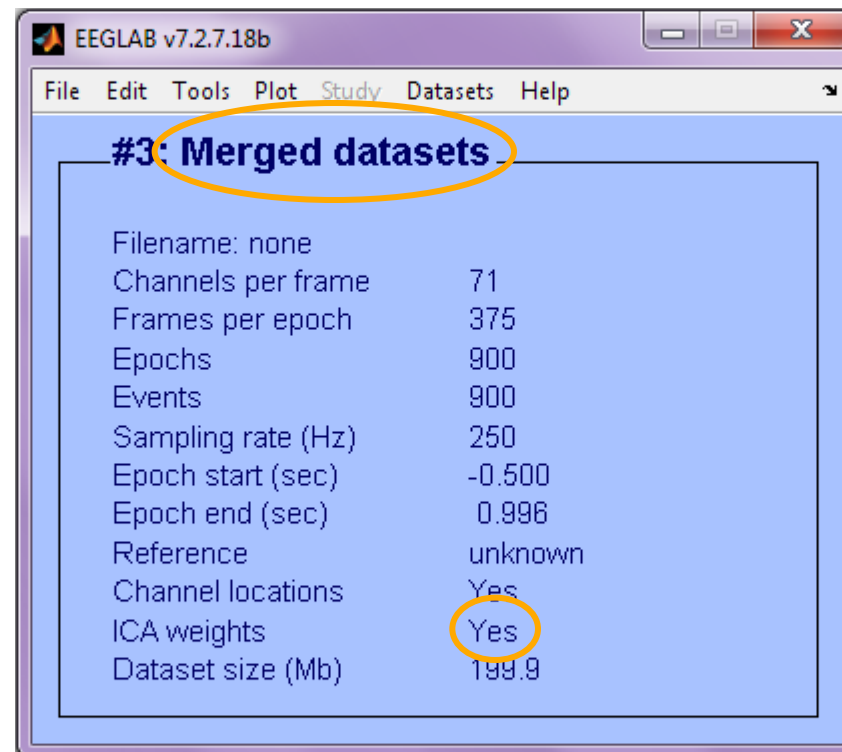 EEGLAB v7.2.7.18b
File Edit Tools Plot Study Datasets Help
#3: Merged datasets
Filename: none
Channels per frame 71
Frames per epoch 375
Epochs 900
Events 900
Sampling rate (Hz) 250
Epoch start (sec) -0.500
Epoch end (sec) 0.996
Reference unknown
Channel locations Yes
ICA weights Yes
Dataset size (Mb) 199.9